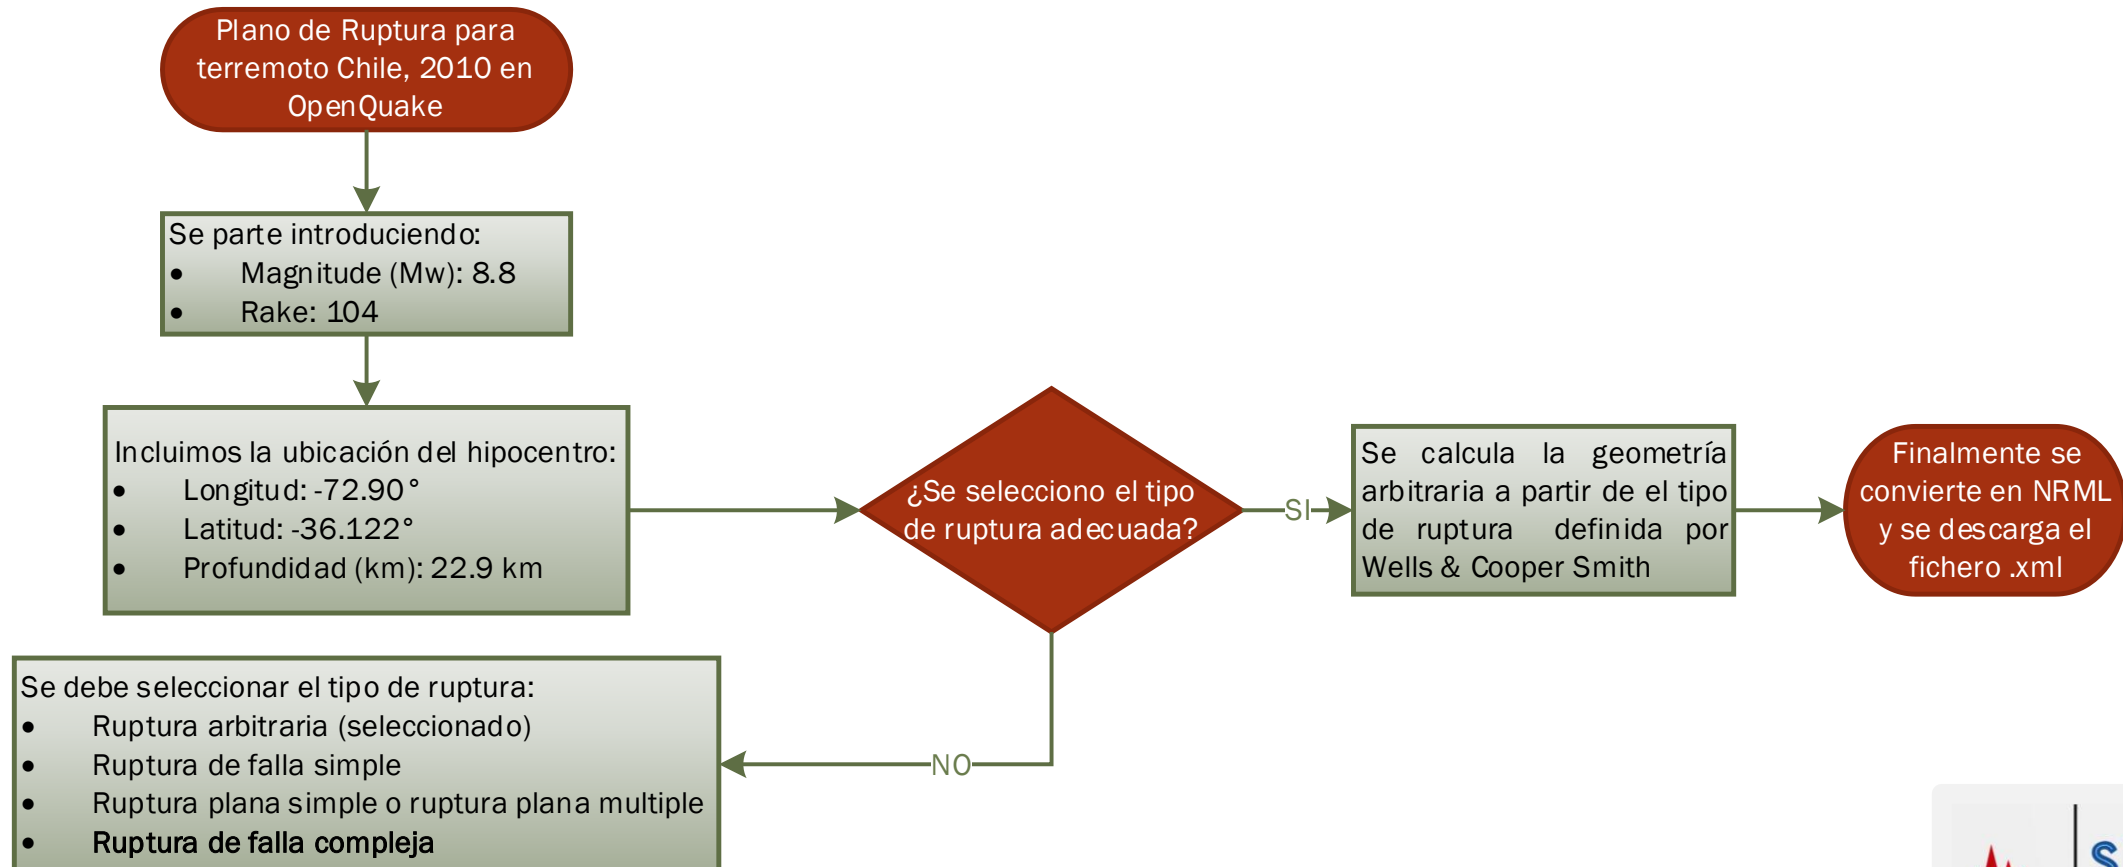 Plano de Ruptura para
terremoto Chile, 2010 en
OpenQuake
Se parte introduciendo:
• Magnitude (Mw): 8.8
• Rake: 104
Incluimos la ubicación del hipocentro:
• Longitud: -72.90°
• Latitud: -36.122°
• Profundidad (km): 22.9 km
¿Se selecciono el tipo
de ruptura adecuada?
SI
Se calcula la geometría
arbitraria a partir de el tipo
de ruptura definida por
Wells & Cooper Smith
Finalmente se
convierte en NRML
y se descarga el
fichero .xml
NO
Se debe seleccionar el tipo de ruptura:
• Ruptura arbitraria (seleccionado)
• Ruptura de falla simple
• Ruptura plana simple o ruptura plana multiple
• Ruptura de falla compleja